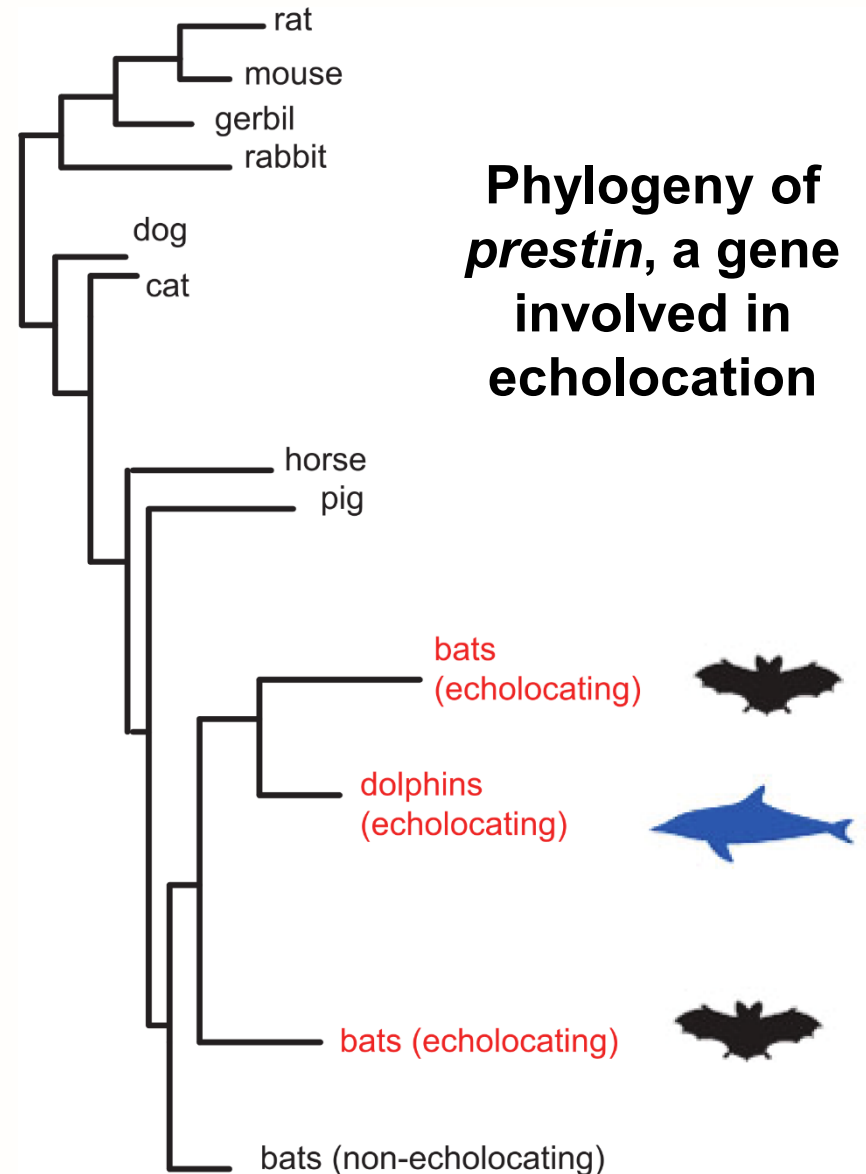 rat
mouse
gerbil
rabbit
Phylogeny of
prestin, a gene
involved in
echolocation
dog
cat
horse
pig
bats
(echolocating)
dolphins
(echolocating)
bats (echolocating)
bats (non-echolocating)